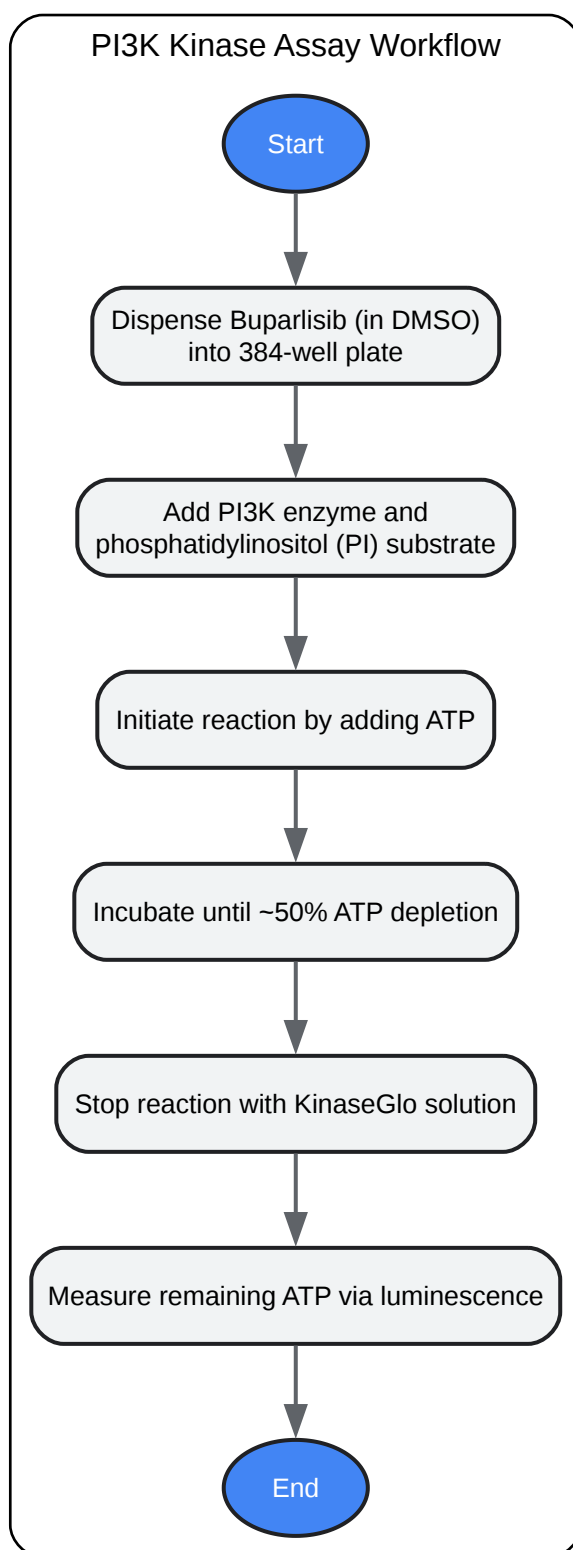 PI3K Kinase Assay Workflow
Start
Dispense Buparlisib (in DMSO)
into 384-well plate
Add PI3K enzyme and
phosphatidylinositol (PI) substrate
Initiate reaction by adding ATP
Incubate until ~50% ATP depletion
Stop reaction with KinaseGlo solution
Measure remaining ATP via luminescence
End